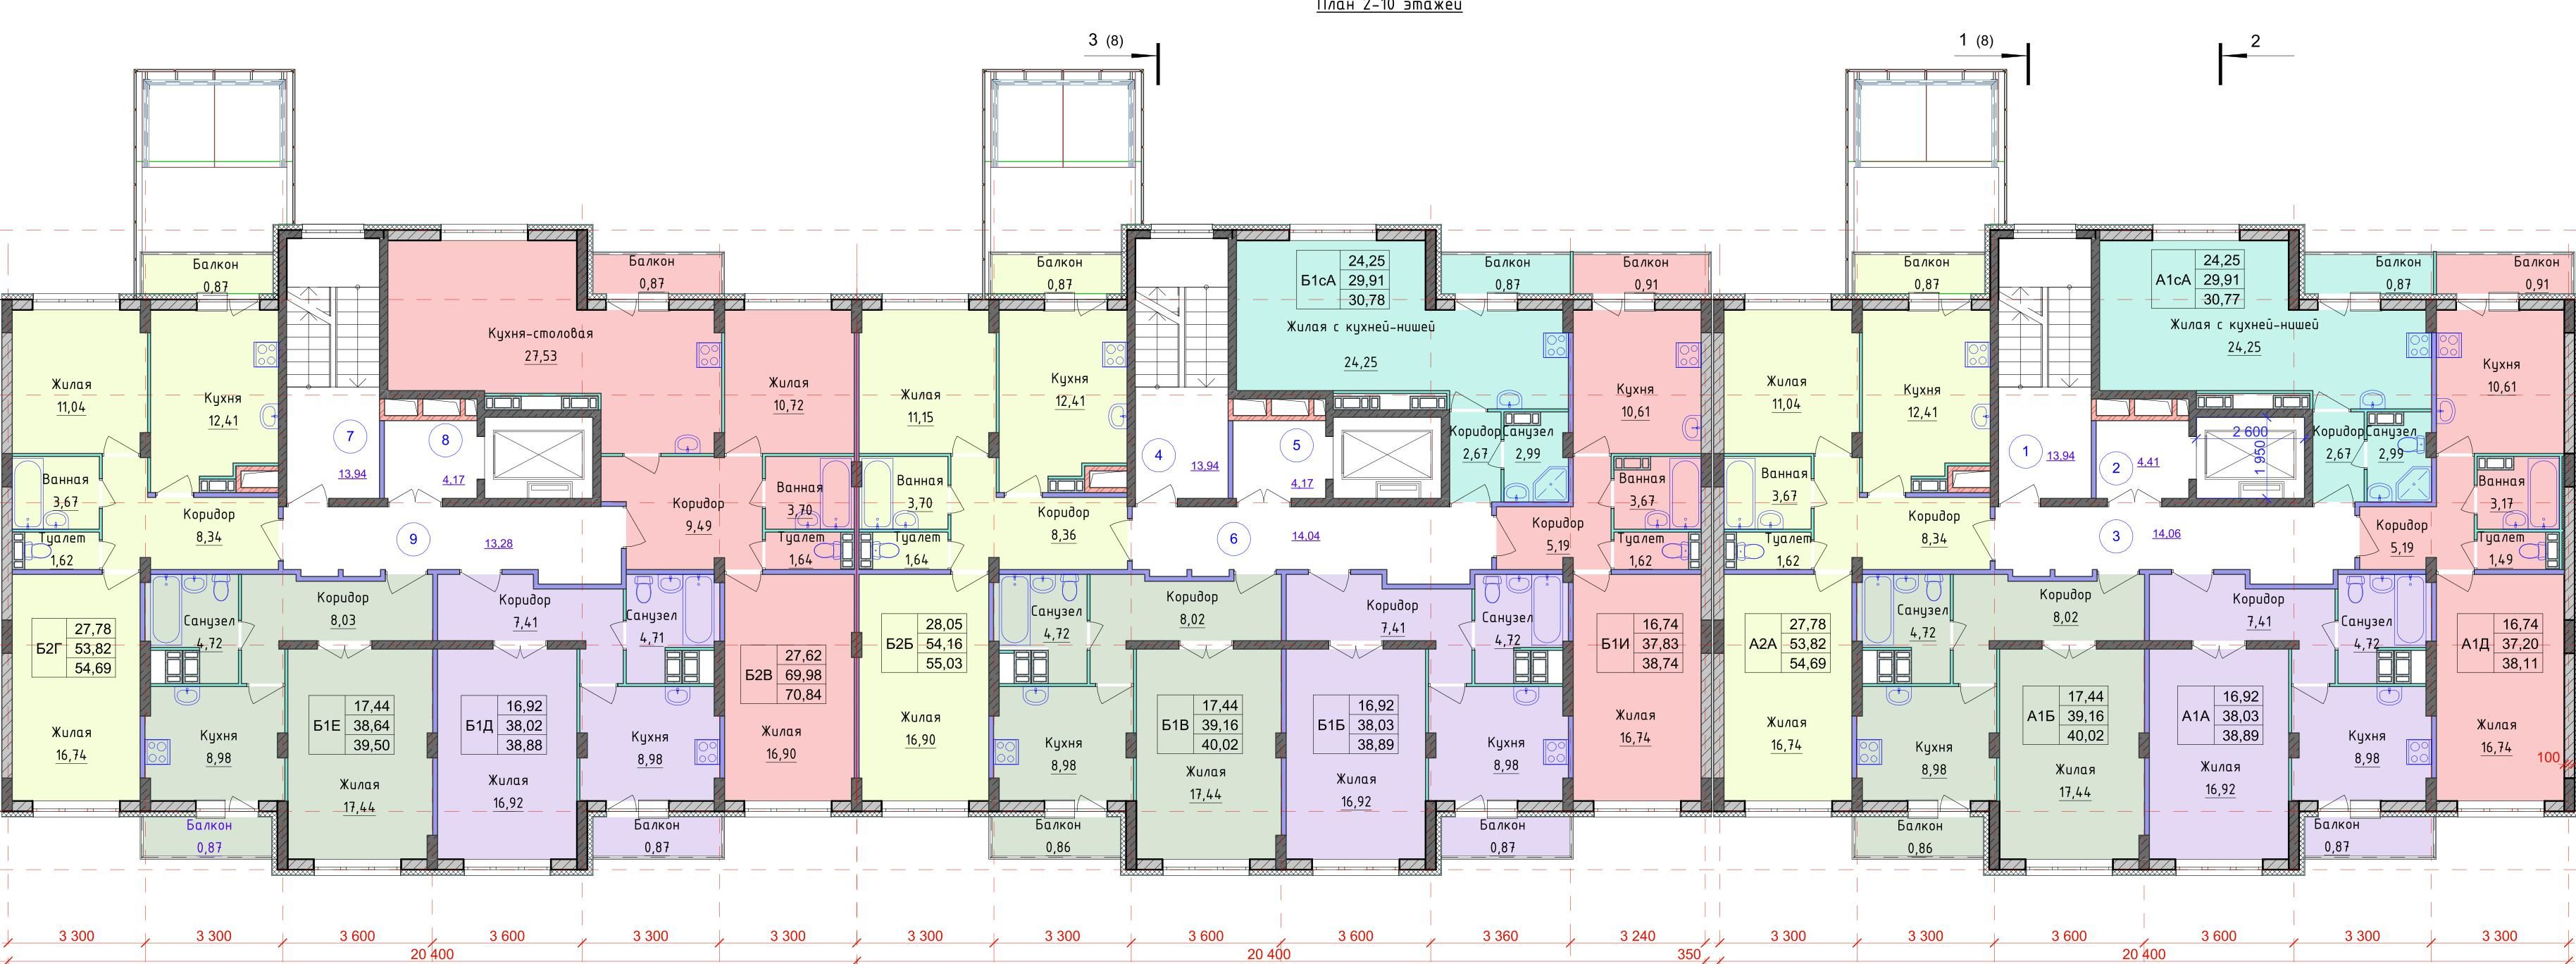 План 2-10 этажей
3 (8)
1 (8)
2
Балкон
0,87
Балкон
0,87
Кухня-столовая
27,53
Жилая
11,04
Кухня
12,41
Жилая
10,72
7
13.94
8
4.17
Ванная
3,67
Коридор
8,34
Туалет
1,62
9
13.28
Коридор
9,49
Ванная
3,70
Туалет
1,64
Санузел
4,72
Коридор
8,03
Коридор
7,41
Санузел
4,71
Б2Г
27,78
53,82
54,69
Б1Е
17,44
38,64
39,50
Б1Д
16,92
38,02
38,88
Б2В
27,62
69,98
70,84
Жилая
16,74
Кухня
8,98
Жилая
17,44
Жилая
16,92
Кухня
8,98
Жилая
16,90
Балкон
0,87
Балкон
0,87
Балкон
0,87
Б1сА
24,25
29,91
30,78
Балкон
0,87
Балкон
0,91
Жилая с кухней-нишей
24,25
Жилая
11,15
Кухня
12,41
Кухня
10,61
4
13.94
5
4.17
Коридор
2,67
Санузел
2,99
Ванная
3,70
Коридор
8,36
Туалет
1,64
6
14.04
Коридор
5,19
Ванная
3,67
Туалет
1,62
Санузел
4,72
Коридор
8,02
Коридор
7,41
Санузел
4,72
Б2Б
28,05
54,16
55,03
Б1В
17,44
39,16
40,02
Б1Б
16,92
38,03
38,89
Б1И
16,74
37,83
38,74
Жилая
16,90
Кухня
8,98
Жилая
17,44
Жилая
16,92
Кухня
8,98
Жилая
16,74
Балкон
0,86
Балкон
0,87
Балкон
0,87
А1сА
24,25
29,91
30,77
Балкон
0,87
Балкон
0,91
Жилая с кухней-нишей
24,25
Жилая
11,04
Кухня
12,41
Кухня
10,61
1
13.94
2
4.41
2 600
1 950
Коридор
2,67
Санузел
2,99
Ванная
3,67
Коридор
8,34
Туалет
1,62
3
14.06
Коридор
5,19
Ванная
3,17
Туалет
1,49
Санузел
4,72
Коридор
8,02
Коридор
7,41
Санузел
4,72
А2А
27,78
53,82
54,69
А1Б
17,44
39,16
40,02
А1А
16,92
38,03
38,89
А1Д
16,74
37,20
38,11
Жилая
16,74
Кухня
8,98
Жилая
17,44
Жилая
16,92
Кухня
8,98
Жилая
16,74
100
Балкон
0,86
Балкон
0,87
3 300 3 300 3 600 3 600 3 300 3 300 3 300 3 300 3 600 3 600 3 360 3 240 3 300 3 300 3 600 3 600 3 300 3 300
20 400 20 400 350 20 400